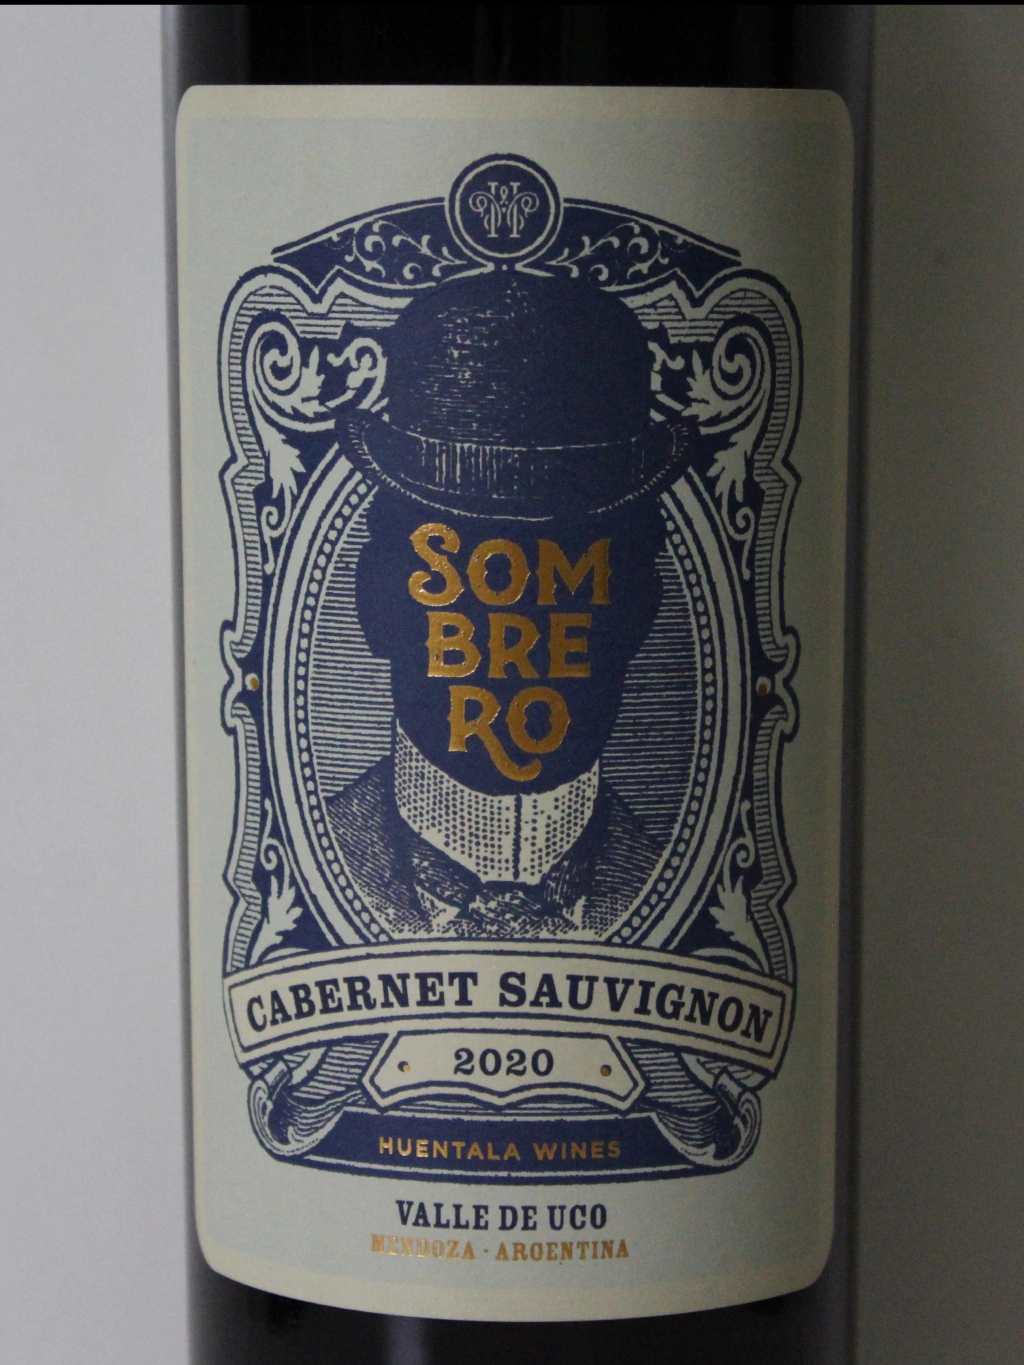 SOM
BRE
RO
CABERNET SAUVIGNON
2020
HUENTALA WINES
VALLE DE UCO
MENDOZA · ARGENTINA